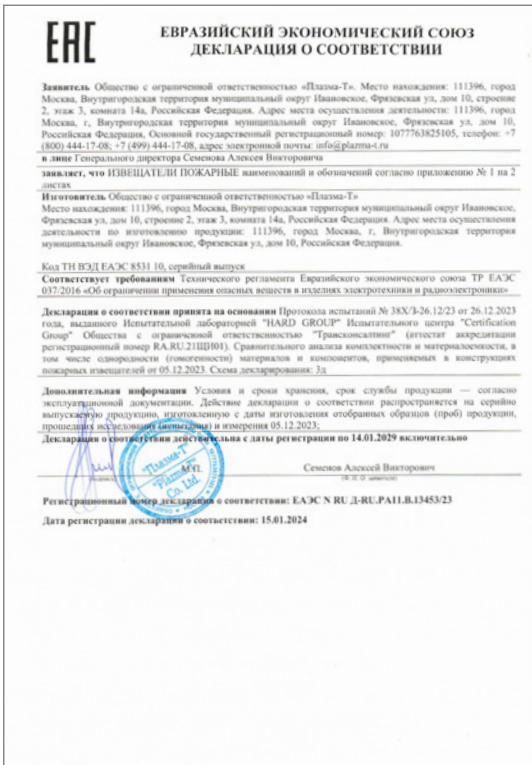 EAC
ЕВРАЗИЙСКИЙ ЭКОНОМИЧЕСКИЙ СОЮЗ
ДЕКЛАРАЦИЯ О СООТВЕТСТВИИ
Заявитель Общество с ограниченной ответственностью «Плазма-Т». Место нахождения: 111396, город
Москва, Внутригородская территория муниципальный округ Ивановское, Фрязевская ул, дом 10, строение
2, этаж 3, комната 14а, Российская Федерация. Адрес места осуществления деятельности: 111396, город
Москва, г, Внутригородская территория муниципальный округ Ивановское, Фрязевская ул, дом 10,
Российская Федерация, Основной государственный регистрационный номер: 1077763825105, телефон: +7
(800) 444-17-08; +7 (499) 444-17-08, адрес электронной почты: info@plazma-t.ru
в лице Генерального директора Семенова Алексея Викторовича
заявляет, что ИЗВЕЩАТЕЛИ ПОЖАРНЫЕ наименований и обозначений согласно приложению № 1 на 2
листах
Изготовитель Общество с ограниченной ответственностью «Плазма-Т»
Место нахождения: 111396, город Москва, Внутригородская территория муниципальный округ Ивановское,
Фрязевская ул, дом 10, строение 2, этаж 3, комната 14а, Российская Федерация. Адрес места осуществления
деятельности по изготовлению продукции: 111396, город Москва, г, Внутригородская территория
муниципальный округ Ивановское, Фрязевская ул, дом 10, Российская Федерация.
Код ТН ВЭД ЕАЭС 8531 10, серийный выпуск
Соответствует требованиям Технического регламента Евразийского экономического союза ТР ЕАЭС
037/2016 «Об ограничении применения опасных веществ в изделиях электротехники и радиоэлектроники»
Декларация о соответствии принята на основании Протокола испытаний № 38Х/З-26.12/23 от 26.12.2023
года, выданного Испытательной лабораторией "HARD GROUP" Испытательного центра "Certification
Group" Общества с ограниченной ответственностью "Трансконсалтинг" (аттестат аккредитации
регистрационный номер RA.RU.21ЩИ01). Сравнительного анализа комплектности и материалоемкости, в
том числе однородности (гомогенности) материалов и компонентов, применяемых в конструкциях
пожарных извещателей от 05.12.2023. Схема декларирования: 3д
Дополнительная информация Условия и сроки хранения, срок службы продукции — согласно
эксплуатационной документации. Действие декларации о соответствии распространяется на серийно
выпускаемую продукцию, изготовленную с даты изготовления отобранных образцов (проб) продукции,
прошедших исследования (испытания) и измерения 05.12.2023;
Декларация о соответствии действительна с даты регистрации по 14.01.2029 включительно
М.П.
Семенов Алексей Викторович
(Ф. И. О. заявителя)
"Плазма-Т"
"Plazma-T"
Co. Ltd.
Регистрационный номер декларации о соответствии: ЕАЭС N RU Д-RU.РА11.В.13453/23
Дата регистрации декларации о соответствии: 15.01.2024